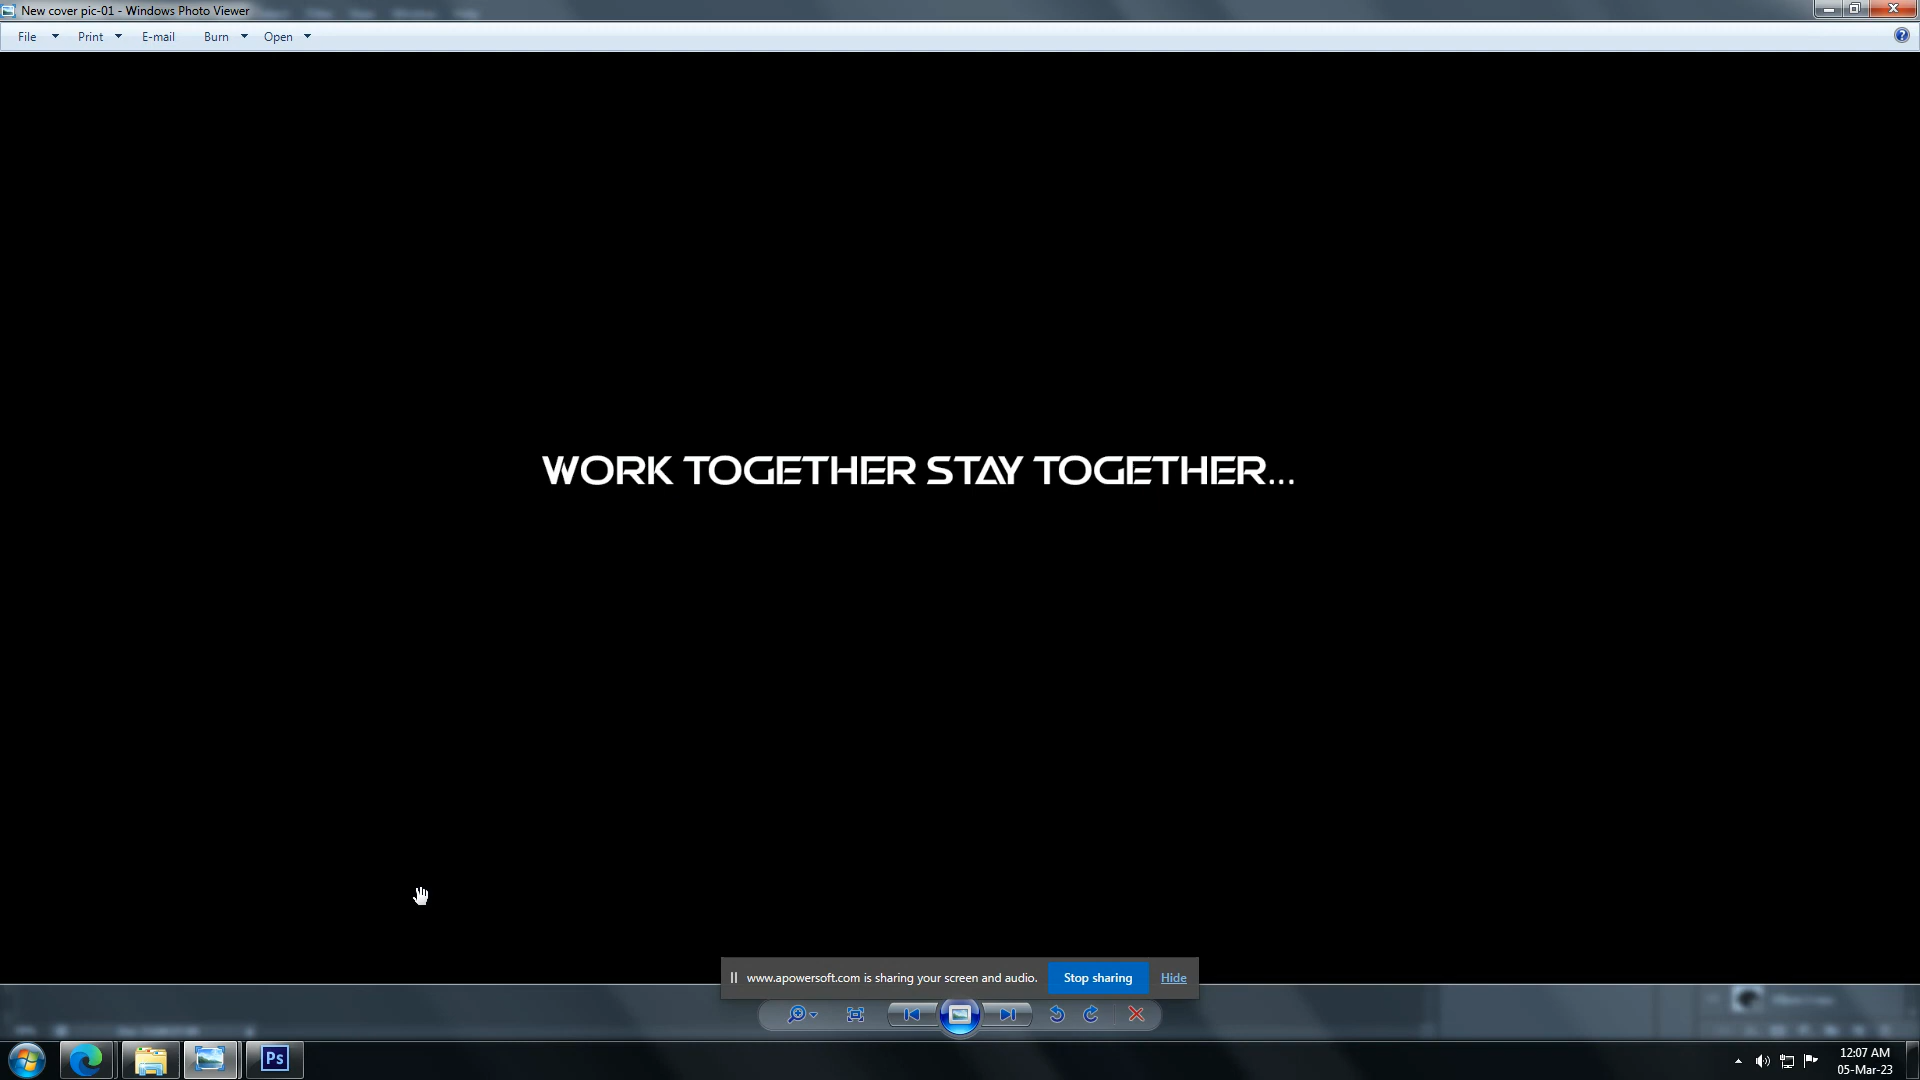 New cover pic-01 - Windows Photo Viewer
File Print E-mail Burn Open
WORK TOGETHER STAY TOGETHER...
www.apowersoft.com is sharing your screen and audio. Stop sharing Hide
Ps
12:07 AM
05-Mar-23